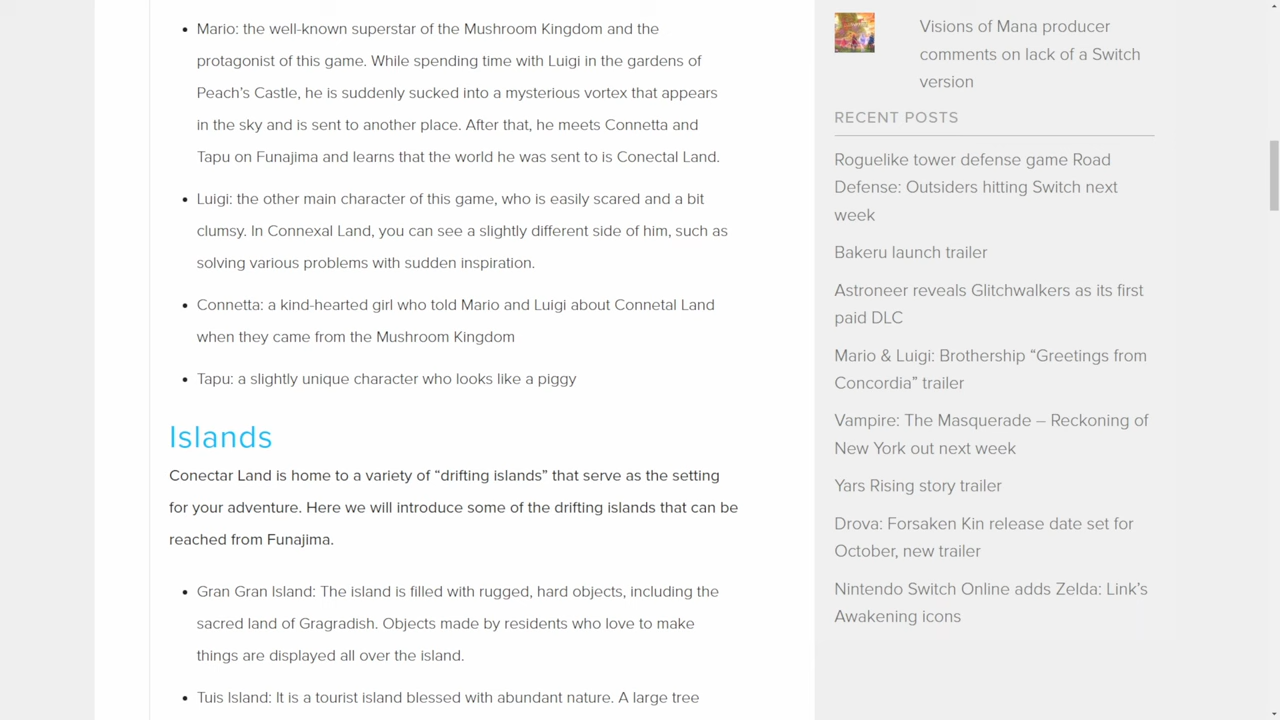 Mario: the well-known superstar of the Mushroom Kingdom and the
protagonist of this game. While spending time with Luigi in the gardens of
Peach's Castle, he is suddenly sucked into a mysterious vortex that appears
in the sky and is sent to another place. After that, he meets Connetta and
Tapu on Funajima and learns that the world he was sent to is Conectal Land.
Luigi: the other main character of this game, who is easily scared and a bit
clumsy. In Connexal Land, you can see a slightly different side of him, such as
solving various problems with sudden inspiration.
Connetta: a kind-hearted girl who told Mario and Luigi about Connetal Land
when they came from the Mushroom Kingdom
Tapu: a slightly unique character who looks like a piggy
Islands
Conectar Land is home to a variety of “drifting islands” that serve as the setting
for your adventure. Here we will introduce some of the drifting islands that can be
reached from Funajima.
Gran Gran Island: The island is filled with rugged, hard objects, including the
sacred land of Gragradish. Objects made by residents who love to make
things are displayed all over the island.
Tuis Island: It is a tourist island blessed with abundant nature. A large tree
Visions of Mana producer
comments on lack of a Switch
version
RECENT POSTS
Roguelike tower defense game Road
Defense: Outsiders hitting Switch next
week
Bakeru launch trailer
Astroneer reveals Glitchwalkers as its first
paid DLC
Mario & Luigi: Brothership “Greetings from
Concordia” trailer
Vampire: The Masquerade – Reckoning of
New York out next week
Yars Rising story trailer
Drova: Forsaken Kin release date set for
October, new trailer
Nintendo Switch Online adds Zelda: Link's
Awakening icons